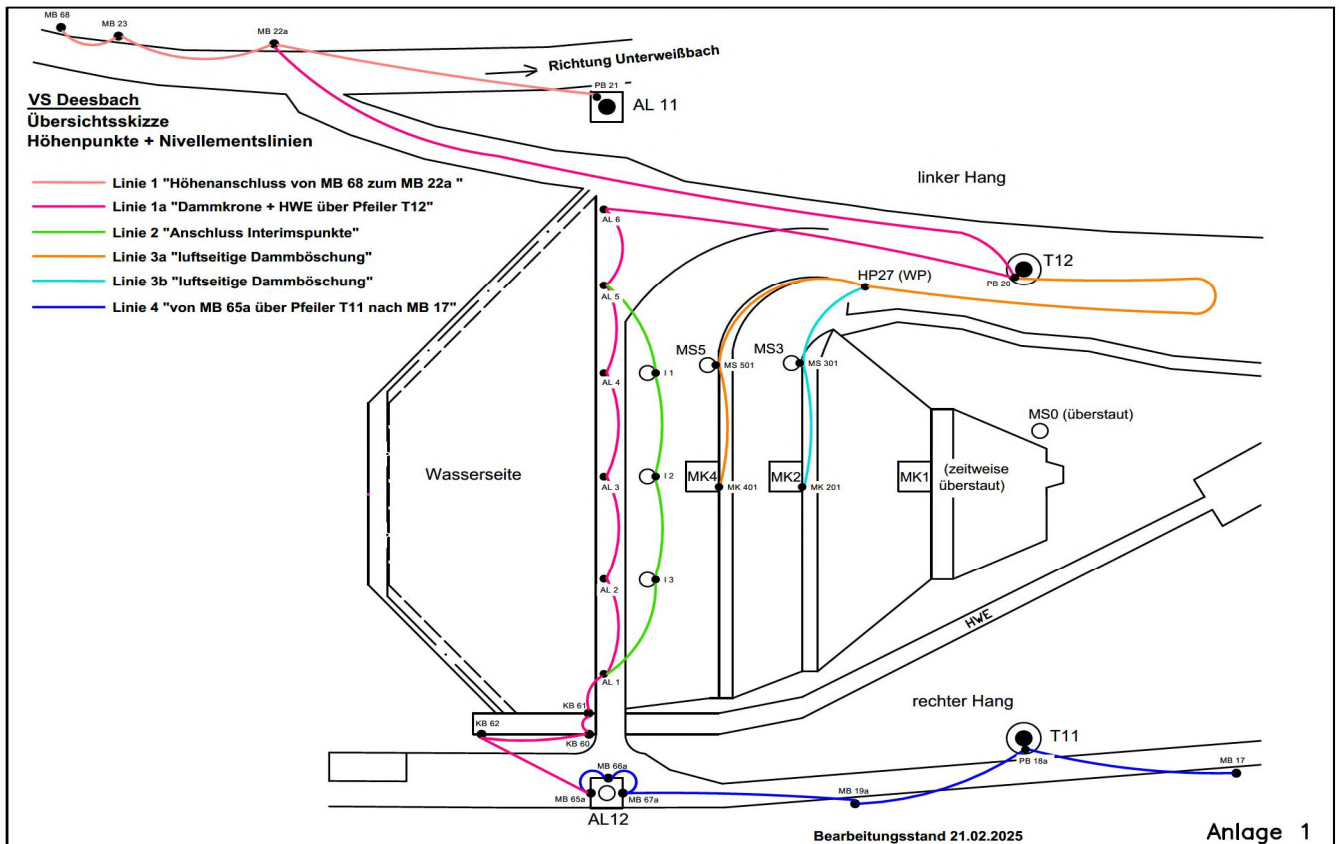 MB 68
MB 23
MB 22a
Richtung Unterweißbach
PB 21
AL 11
VS Deesbach
Übersichtsskizze
Höhenpunkte + Nivellementslinien
Linie 1 "Höhenanschluss von MB 68 zum MB 22a "
Linie 1a "Dammkrone + HWE über Pfeiler T12"
Linie 2 "Anschluss Interimspunkte"
Linie 3a "luftseitige Dammböschung"
Linie 3b "luftseitige Dammböschung"
Linie 4 "von MB 65a über Pfeiler T11 nach MB 17"
linker Hang
AL 6
T12
PB 20
HP27 (WP)
AL 5
MS5
MS3
MS 501
MS 301
AL 4
I 1
MS0 (überstaut)
Wasserseite
AL 3
I 2
MK4
MK 401
MK2
MK 201
MK1
(zeitweise
überstaut)
AL 2
I 3
HWE
AL 1
rechter Hang
KB 61
KB 62
KB 60
T11
PB 18a
MB 17
MB 66a
MB 65a
MB 67a
MB 19a
AL12
Bearbeitungsstand 21.02.2025
Anlage 1